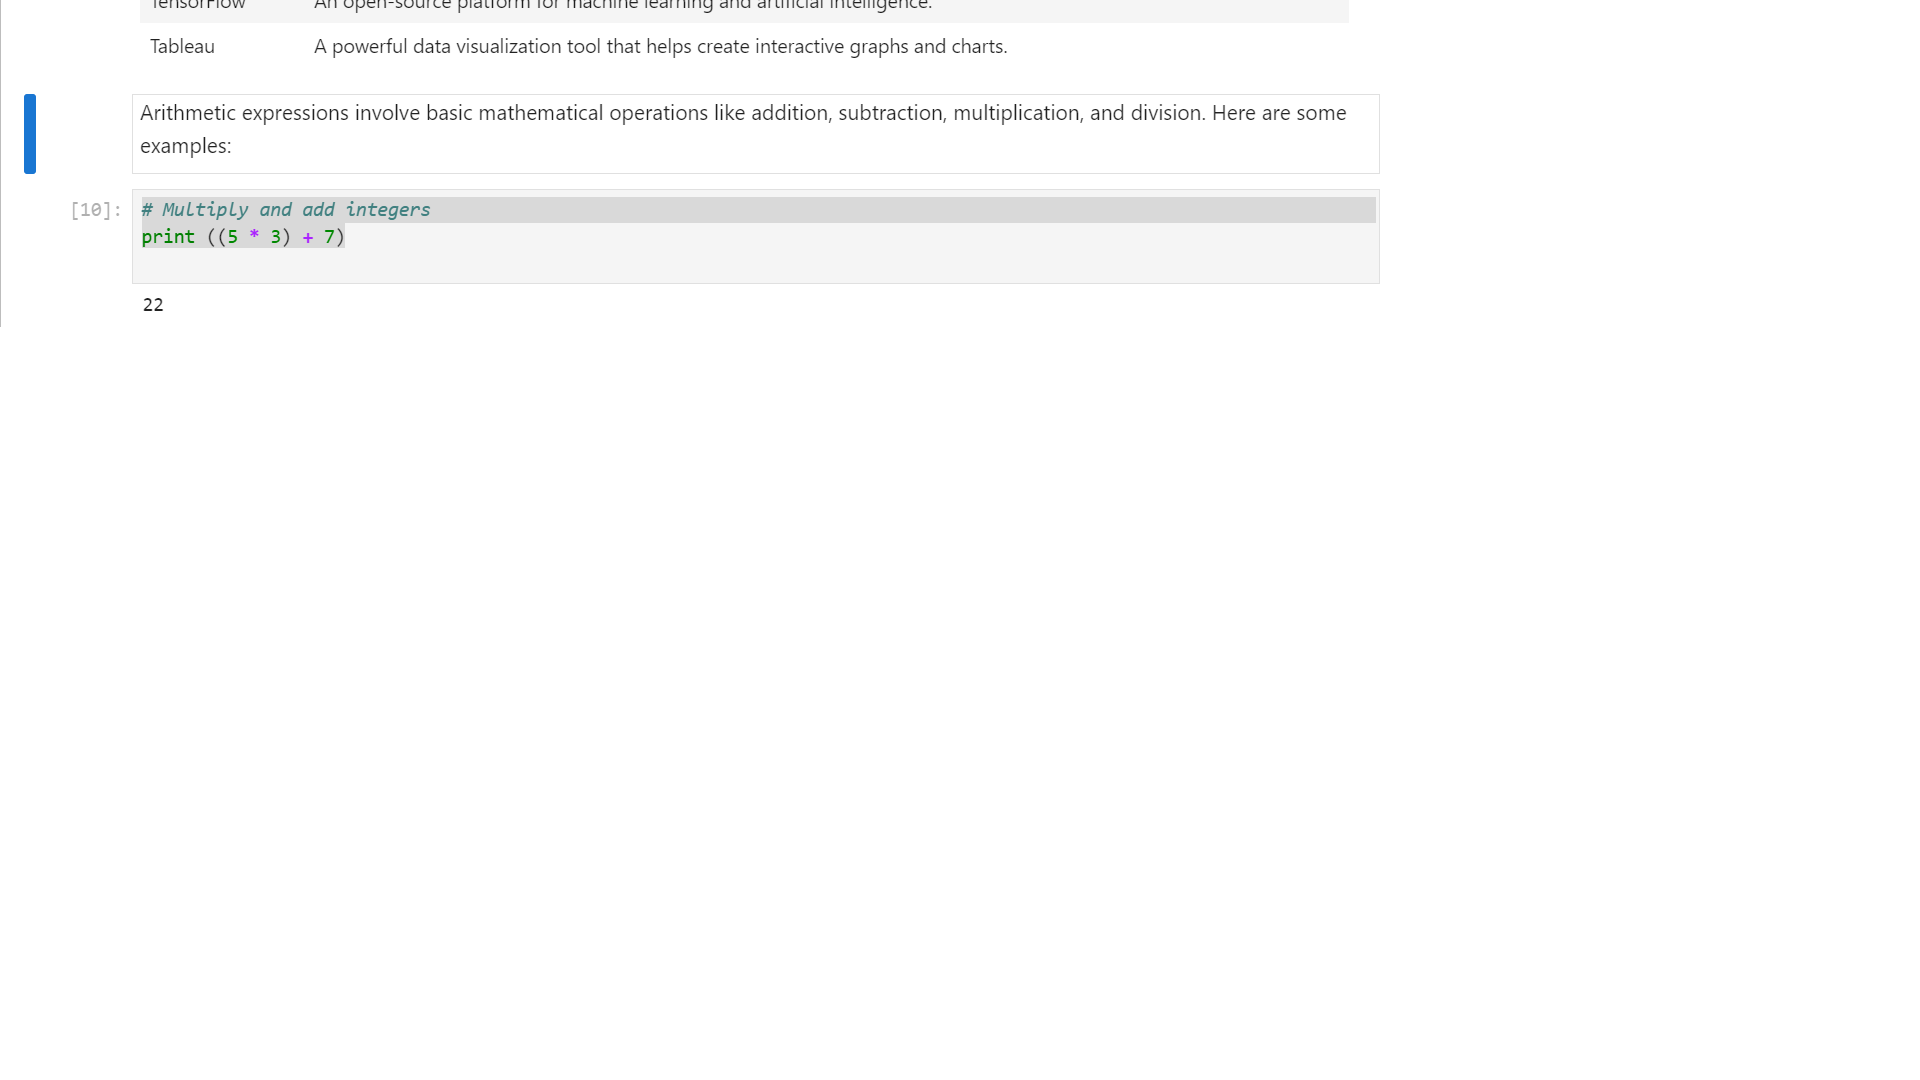 TensorFlow An open-source platform for machine learning and artificial intelligence.
Tableau A powerful data visualization tool that helps create interactive graphs and charts.
Arithmetic expressions involve basic mathematical operations like addition, subtraction, multiplication, and division. Here are some
examples:
[10]: # Multiply and add integers
print ((5 * 3) + 7)
22